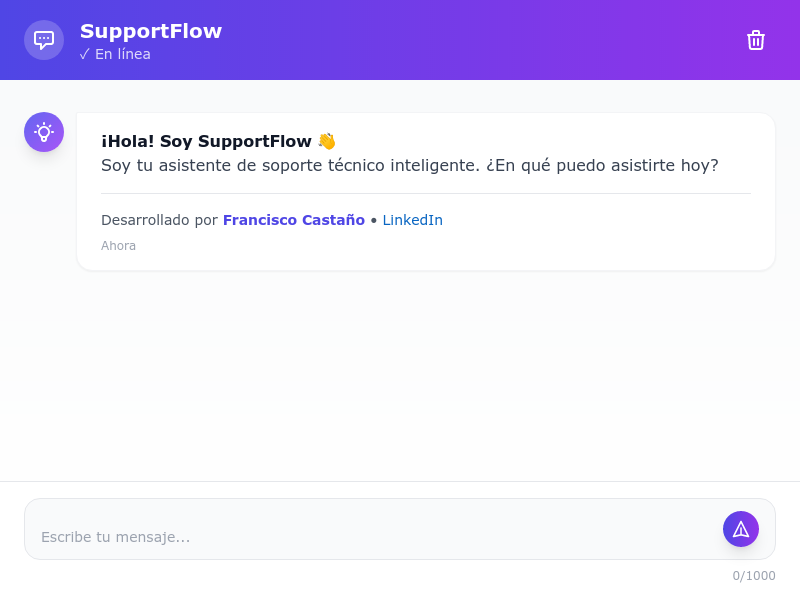 SupportFlow
✓ En línea
¡Hola! Soy SupportFlow 👋
Soy tu asistente de soporte técnico inteligente. ¿En qué puedo asistirte hoy?
Desarrollado por Francisco Castaño • LinkedIn
Ahora
Escribe tu mensaje...
0/1000